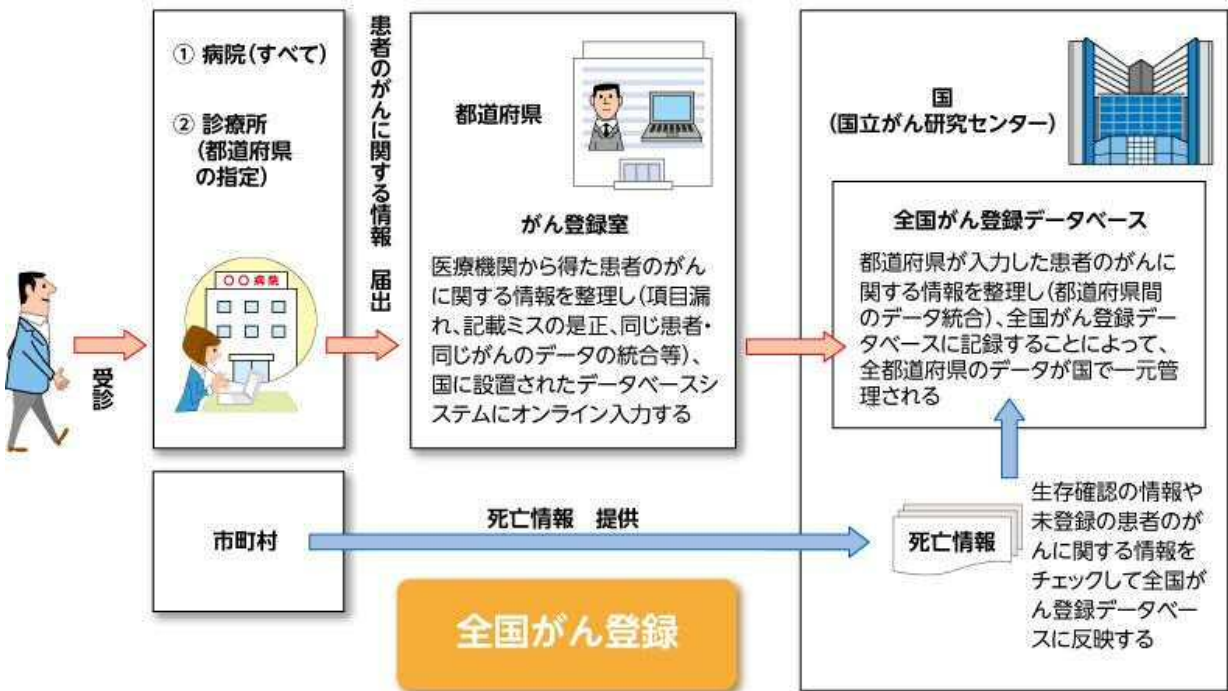 ① 病院(すべて)
② 診療所
(都道府県
の指定)
〇〇病院
受診
患者のがんに関する情報 届出
都道府県
がん登録室
医療機関から得た患者のがん
に関する情報を整理し(項目漏
れ、記載ミスの是正、同じ患者・
同じがんのデータの統合等)、
国に設置されたデータベースシ
ステムにオンライン入力する
国
(国立がん研究センター)
全国がん登録データベース
都道府県が入力した患者のがんに
関する情報を整理し(都道府県間
のデータ統合)、全国がん登録デー
タベースに記録することによって、
全都道府県のデータが国で一元管
理される
市町村
死亡情報 提供
死亡情報
生存確認の情報や
未登録の患者のが
んに関する情報を
チェックして全国が
ん登録データベー
スに反映する
全国がん登録